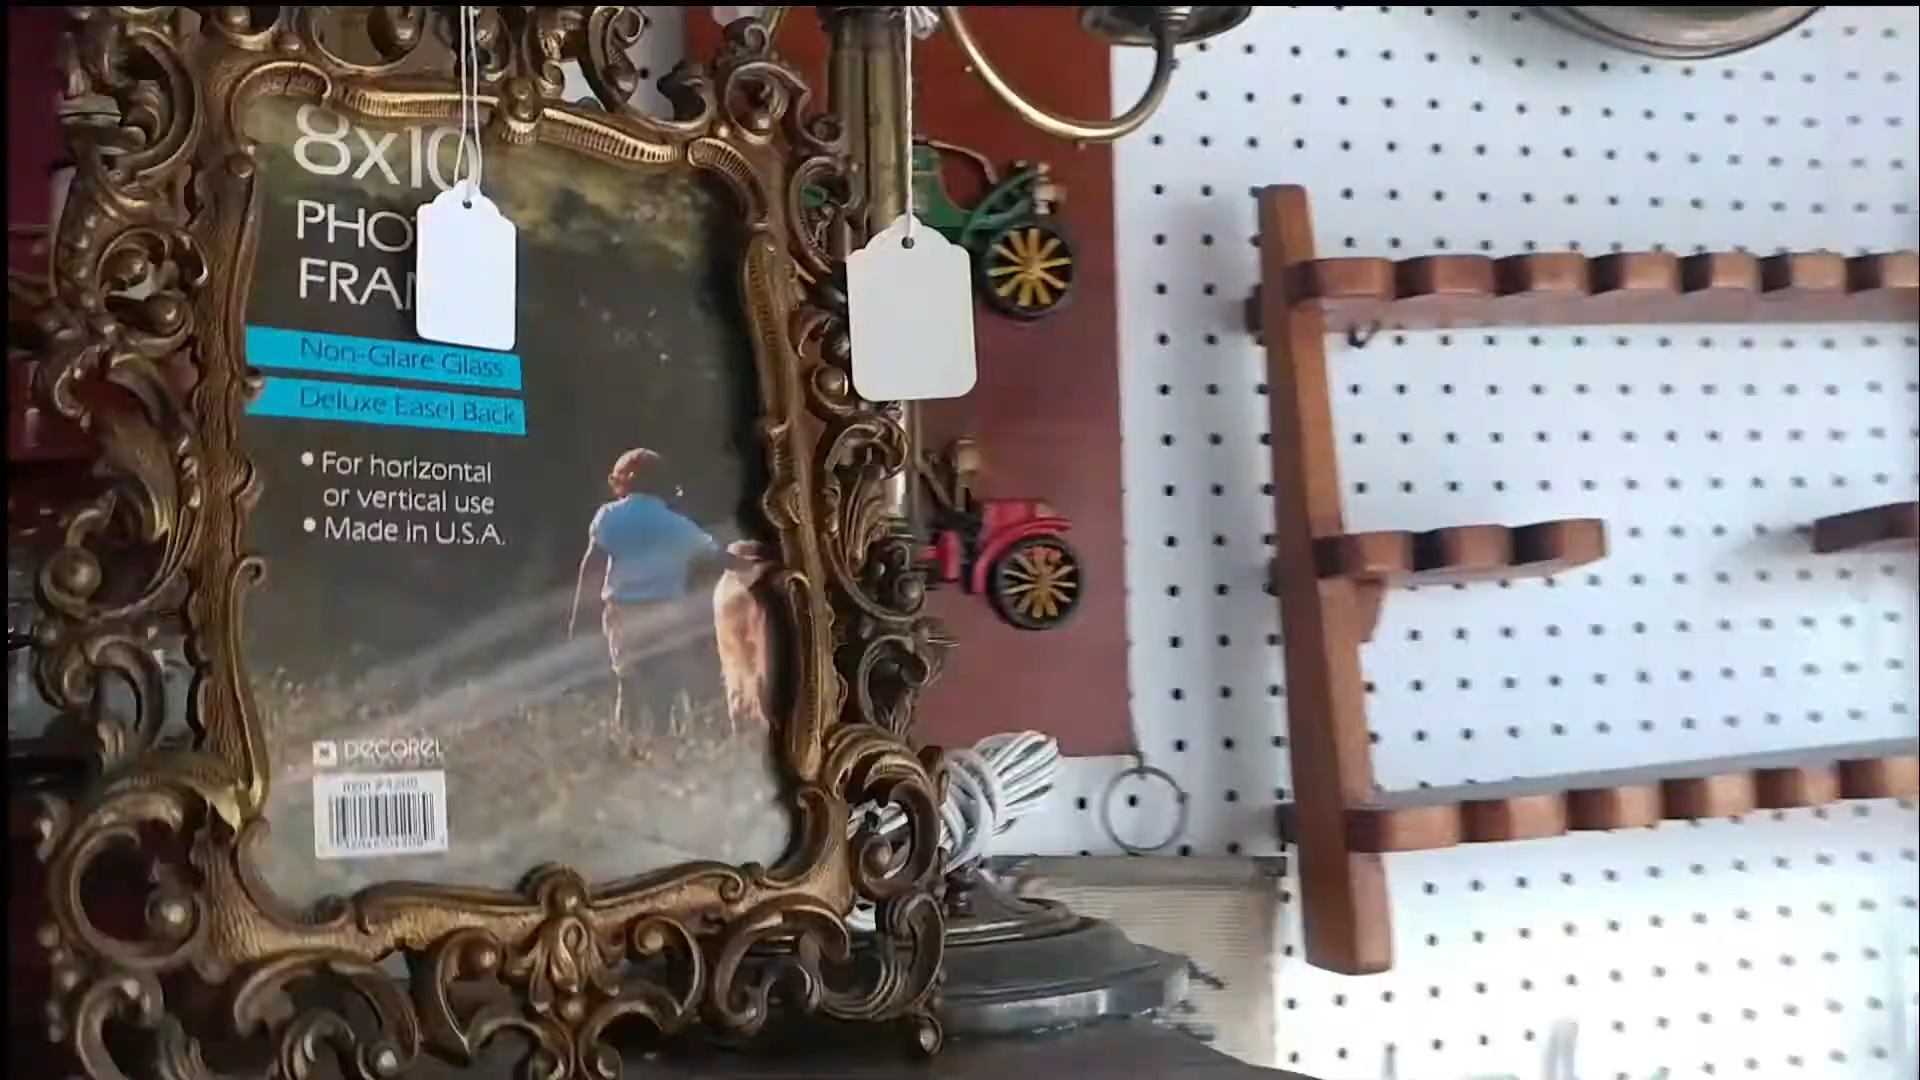 8x10
PHO
FRA
Non-Glare Glass
Deluxe Easel Back
• For horizontal
or vertical use
• Made in U.S.A.
DECOREL